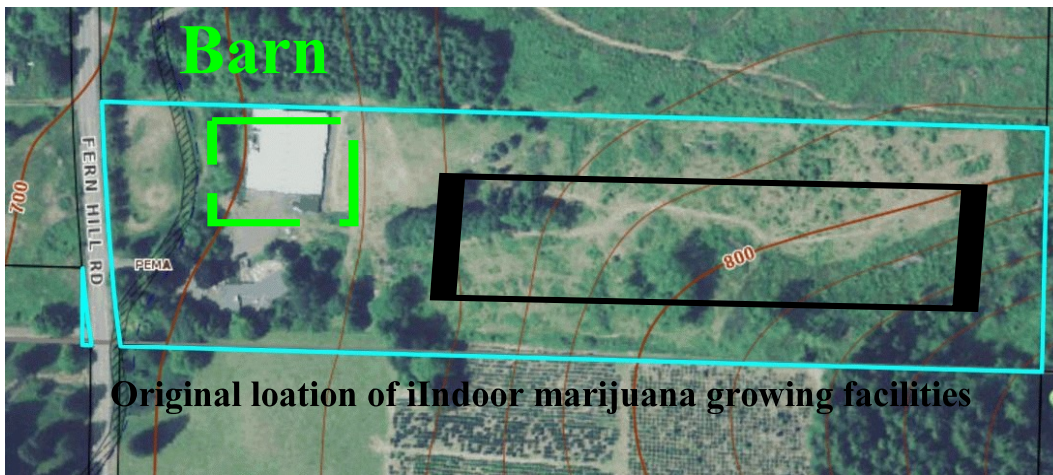 Barn
FERN HILL RD
700
PEMA
800
Original loation of iIndoor marijuana growing facilities